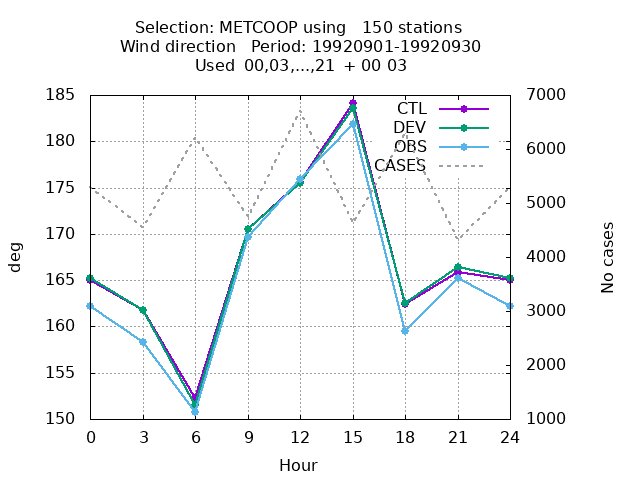 Selection: METCOOP using   150 stations
Wind direction   Period: 19920901-19920930
Used  00,03,...,21  + 00 03
185 7000
CTL
DEV
180 6000
OBS
CASES
175 5000
170
165 4000
160 3000
155 2000
150 1000
deg
No cases
0 3 6 9 12 15 18 21 24
Hour